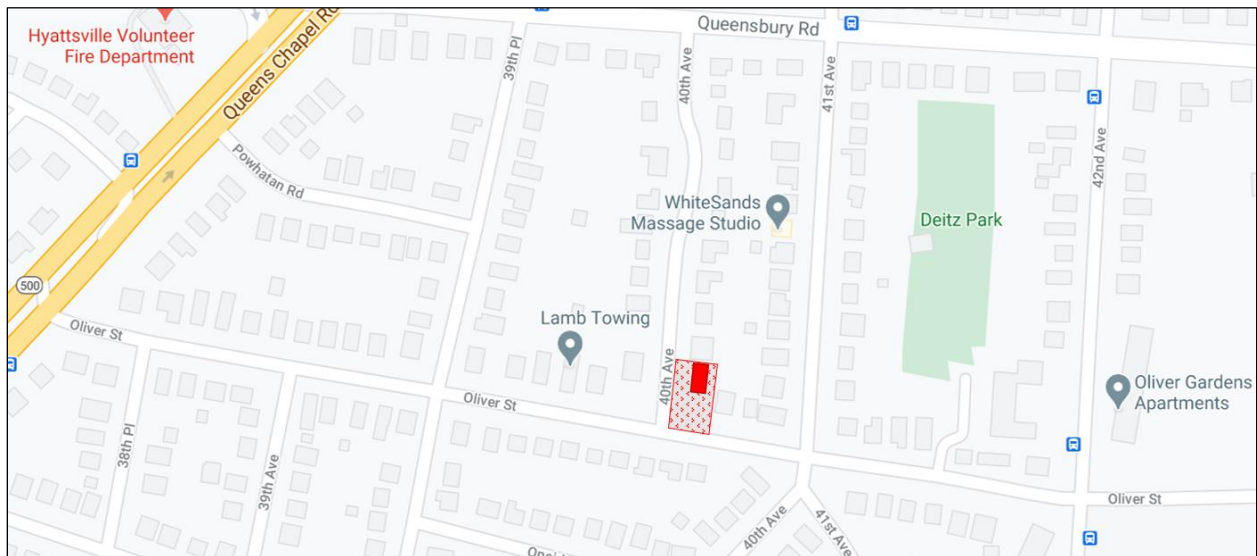 Hyattsville Volunteer
Fire Department
Queens Chapel Rd
39th Pl
Queensbury Rd
40th Ave
41st Ave
42nd Ave
Powhatan Rd
WhiteSands
Massage Studio
Deitz Park
500
Oliver St
Lamb Towing
40th Ave
Oliver St
Oliver Gardens
Apartments
38th Pl
39th Ave
40th Ave
41st Ave
Oliver St